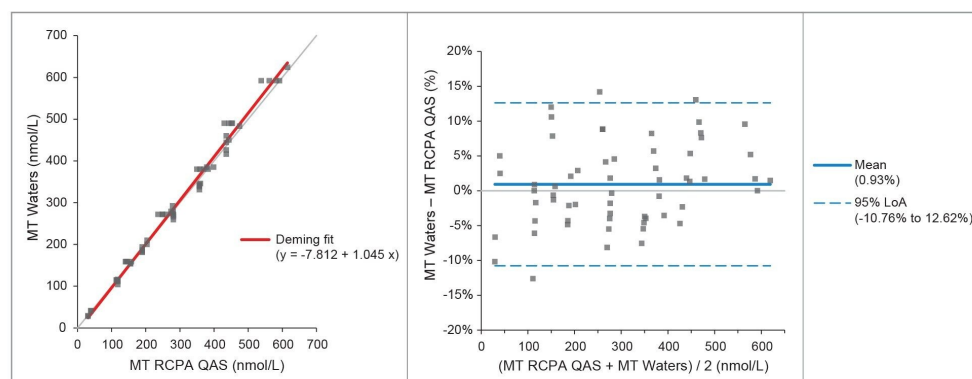 700
600
500
400
300
200
100
0
MT Waters (nmol/L)
0 100 200 300 400 500 600 700
MT RCPA QAS (nmol/L)
Deming fit
(y = -7.812 + 1.045 x)
20%
15%
10%
5%
0%
-5%
-10%
-15%
-20%
MT Waters – MT RCPA QAS (%)
0 100 200 300 400 500 600
(MT RCPA QAS + MT Waters) / 2 (nmol/L)
Mean
(0.93%)
95% LoA
(-10.76% to 12.62%)